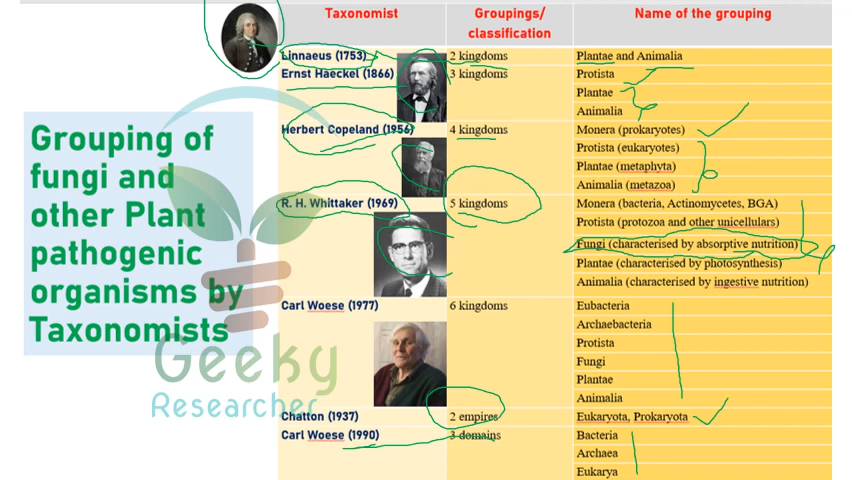 Taxonomist Groupings/ Name of the grouping
classification
Linnaeus (1753) 2 kingdoms Plantae and Animalia
Ernst Haeckel (1866) 3 kingdoms Protista
Plantae
Animalia
Herbert Copeland (1956) 4 kingdoms Monera (prokaryotes)
Protista (eukaryotes)
Plantae (metaphyta)
Animalia (metazoa)
R. H. Whittaker (1969) 5 kingdoms Monera (bacteria, Actinomycetes, BGA)
Protista (protozoa and other unicellulars)
Fungi (characterised by absorptive nutrition)
Plantae (characterised by photosynthesis)
Animalia (characterised by ingestive nutrition)
Carl Woese (1977) 6 kingdoms Eubacteria
Archaebacteria
Protista
Fungi
Plantae
Animalia
Chatton (1937) 2 empires Eukaryota, Prokaryota
Carl Woese (1990) 3 domains Bacteria
Archaea
Eukarya
Grouping of
fungi and
other Plant
pathogenic
organisms by
Taxonomists
Geeky
Researcher